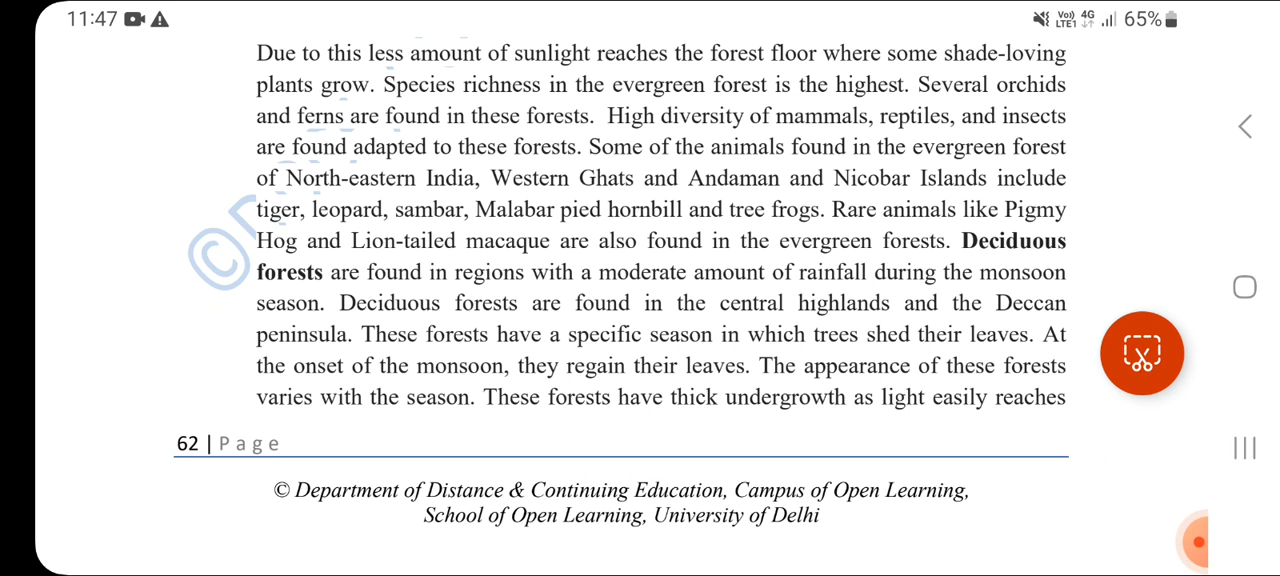 11:47
Vo)) 4G
LTE1 65%
Due to this less amount of sunlight reaches the forest floor where some shade-loving
plants grow. Species richness in the evergreen forest is the highest. Several orchids
and ferns are found in these forests. High diversity of mammals, reptiles, and insects
are found adapted to these forests. Some of the animals found in the evergreen forest
of North-eastern India, Western Ghats and Andaman and Nicobar Islands include
tiger, leopard, sambar, Malabar pied hornbill and tree frogs. Rare animals like Pigmy
Hog and Lion-tailed macaque are also found in the evergreen forests. Deciduous
forests are found in regions with a moderate amount of rainfall during the monsoon
season. Deciduous forests are found in the central highlands and the Deccan
peninsula. These forests have a specific season in which trees shed their leaves. At
the onset of the monsoon, they regain their leaves. The appearance of these forests
varies with the season. These forests have thick undergrowth as light easily reaches
62 | Page
© Department of Distance & Continuing Education, Campus of Open Learning,
School of Open Learning, University of Delhi